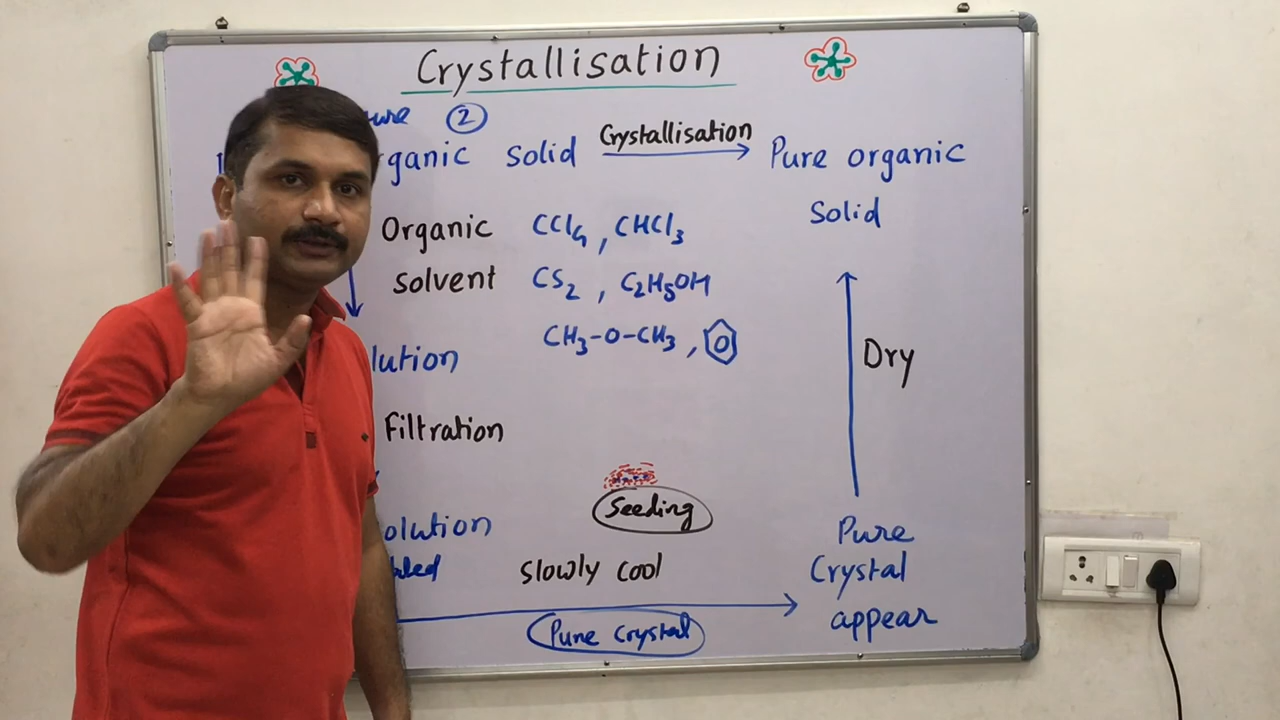 Crystallisation
ure ②
rganic solid Crystallisation Pure organic
Solid
Organic CCl4, CHCl3
solvent CS2, C2H5OH
CH3-O-CH3,
lution
Dry
Filtration
Seeding
olution
Pure
slowly cool Crystal
Pure Crystal appear